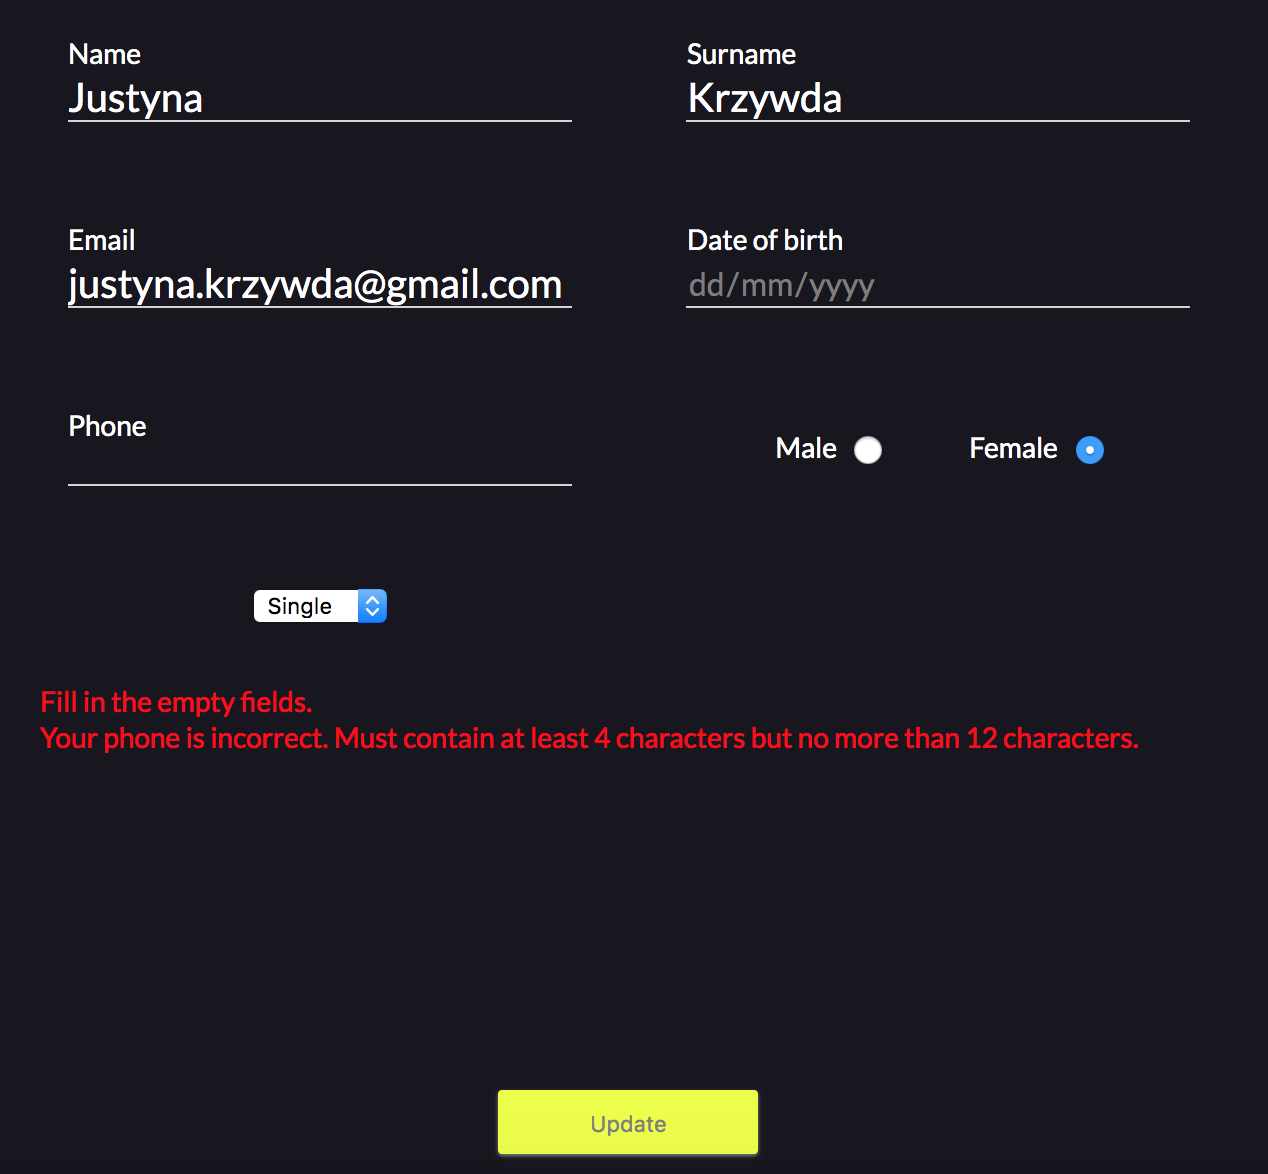 Name
Justyna
Surname
Krzywda
Email
justyna.krzywda@gmail.com
Date of birth
dd/mm/yyyy
Phone
Male
Female
Single
Fill in the empty fields.
Your phone is incorrect. Must contain at least 4 characters but no more than 12 characters.
Update